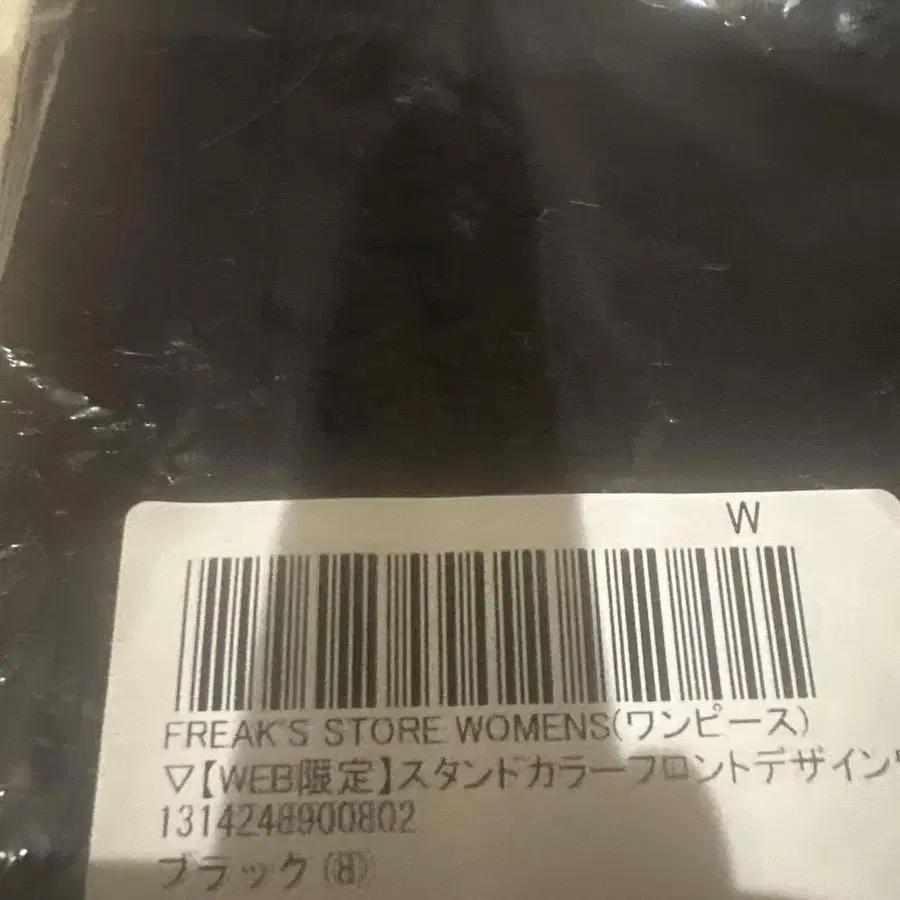 W
FREAK'S STORE WOMENS(ワンピース)
▽【WEB限定】スタンドカラーフロントデザイン
1314248900802
ブラック(8)